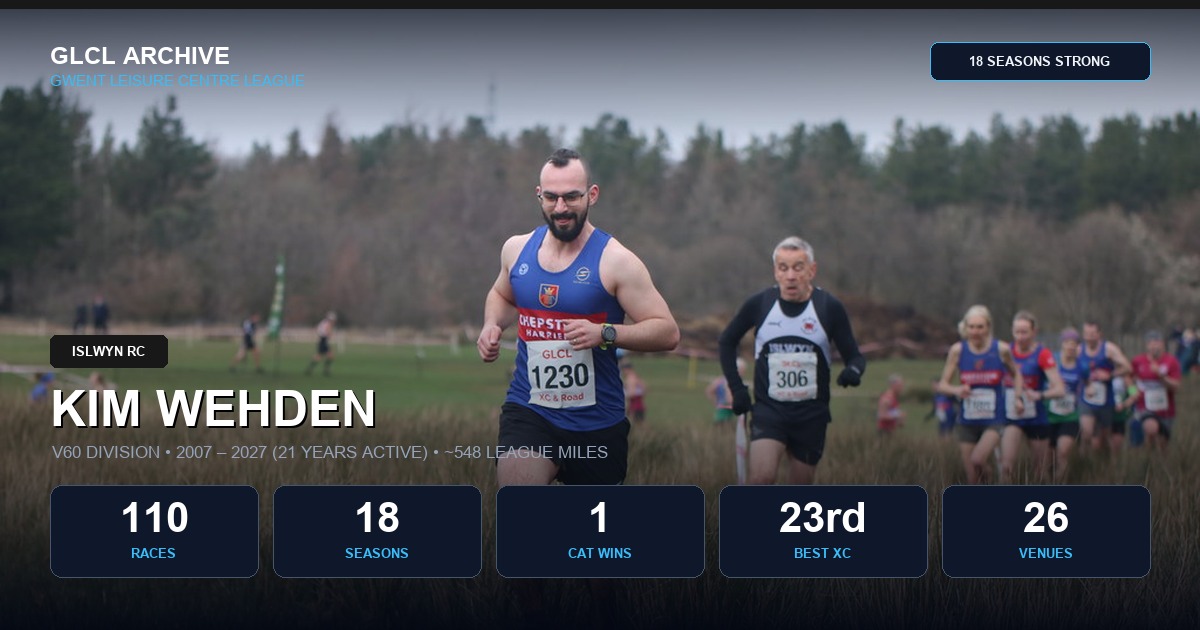 GLCL ARCHIVE
GWENT LEISURE CENTRE LEAGUE
18 SEASONS STRONG
CHEPST
HARRIE
GLCL
1230
XC & Road
ISLWYN
306
ISLWYN RC
KIM WEHDEN
V60 DIVISION • 2007 – 2027 (21 YEARS ACTIVE) • ~548 LEAGUE MILES
110
RACES
18
SEASONS
1
CAT WINS
23rd
BEST XC
26
VENUES